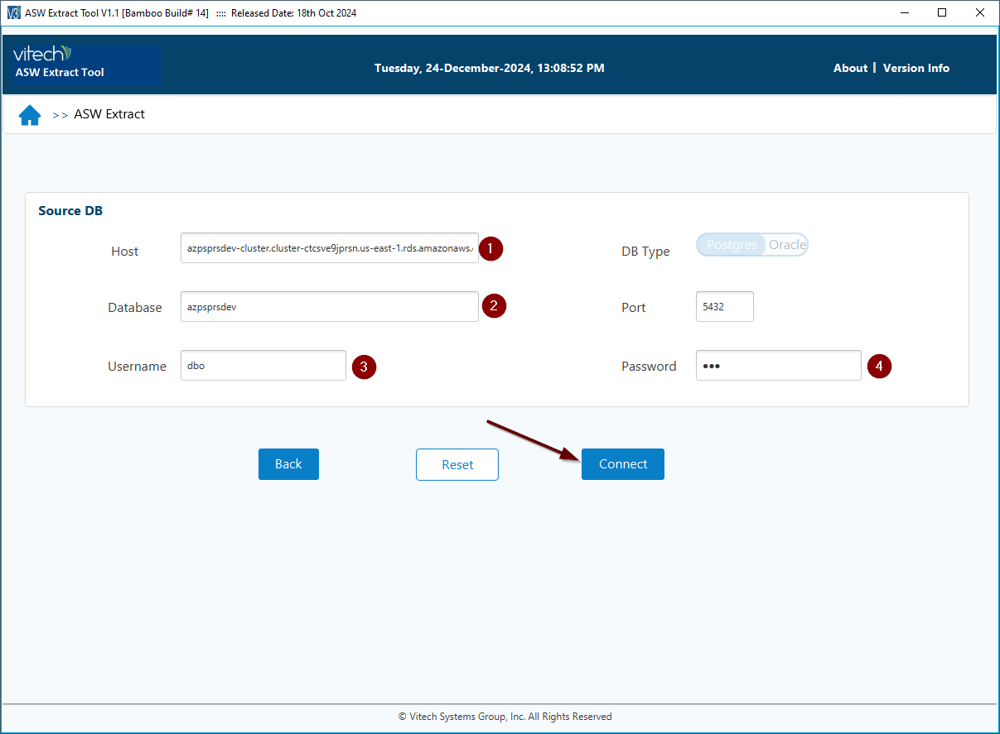 V3 ASW Extract Tool V1.1 [Bamboo Build# 14] :::: Released Date: 18th Oct 2024
vitech
ASW Extract Tool
Tuesday, 24-December-2024, 13:08:52 PM
About | Version Info
>> ASW Extract
Source DB
Host azpsprsdev-cluster.cluster-ctcsve9jprsn.us-east-1.rds.amazonaws. 1 DB Type Postgres Oracle
Database azpsprsdev 2 Port 5432
Username dbo 3 Password ●●● 4
Back Reset Connect
© Vitech Systems Group, Inc. All Rights Reserved